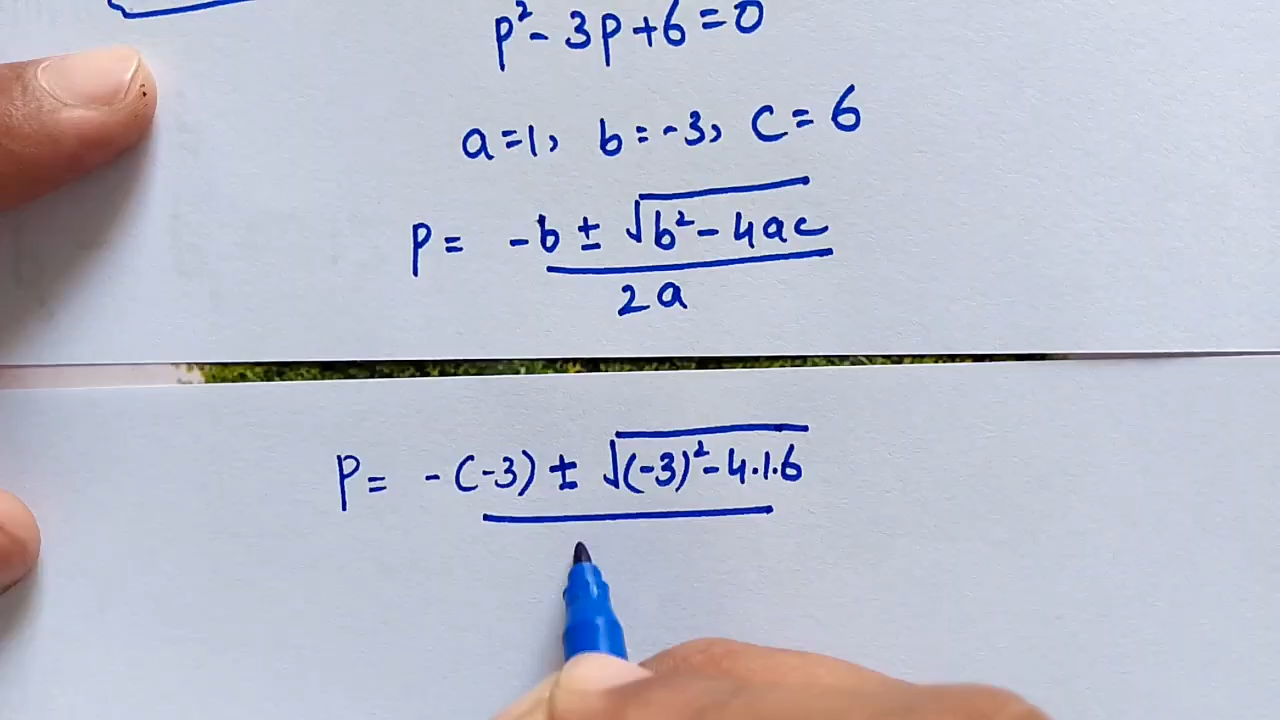 p² - 3p + 6 = 0
a = 1, b = -3, c = 6
p = -b ± √b² - 4ac
2a
p = -(-3) ± √(-3)² - 4.1.6